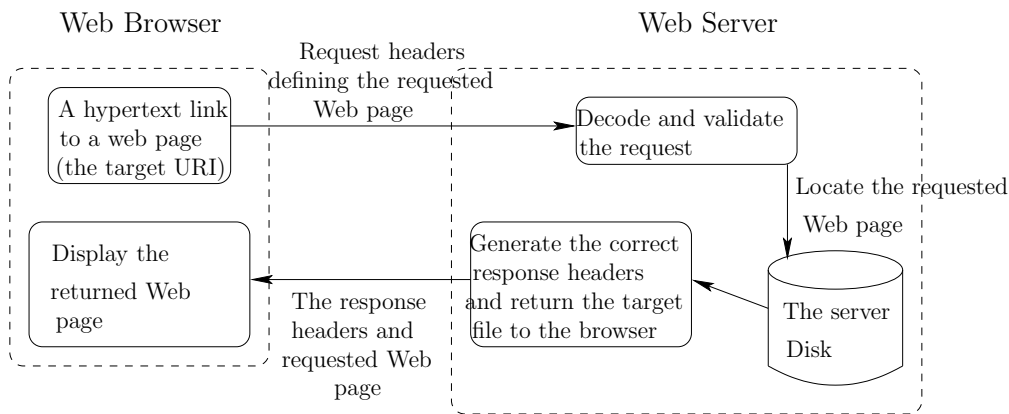 Web Browser
Web Server
Request headers
defining the requested
Web page
A hypertext link
to a web page
(the target URI)
Decode and validate
the request
Locate the requested
Web page
Display the
returned Web
page
Generate the correct
response headers
and return the target
file to the browser
The response
headers and
requested Web
page
The server
Disk